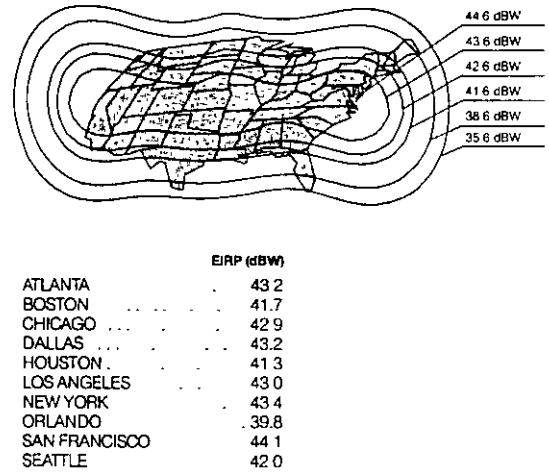 44 6 dBW
43 6 dBW
42 6 dBW
41 6 dBW
38 6 dBW
35 6 dBW
EIRP (dBW)
ATLANTA . 43 2
BOSTON .. .. . . 41.7
CHICAGO ... . . 42 9
DALLAS ... . . . 43.2
HOUSTON . . . 41 3
LOS ANGELES . . 43 0
NEW YORK . 43 4
ORLANDO . 39.8
SAN FRANCISCO 44 1
SEATTLE 42 0